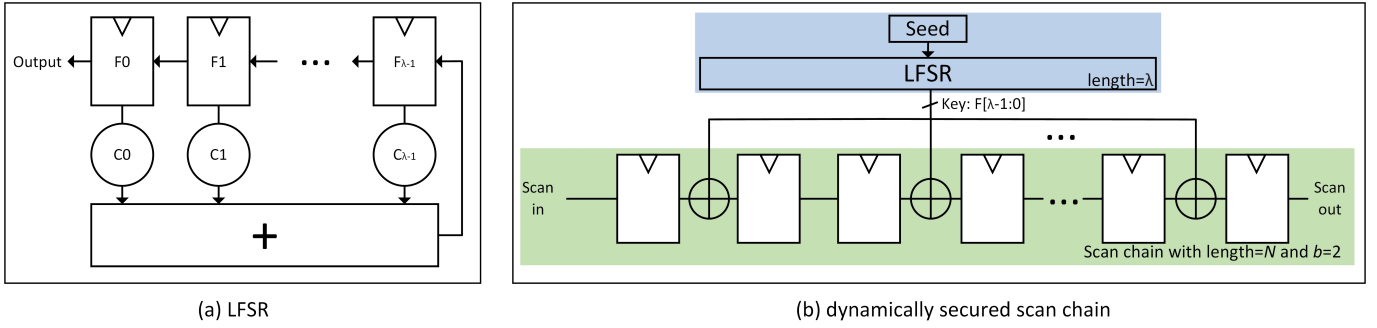 Output
F0
F1
...
Fλ-1
C0
C1
Cλ-1
+
(a) LFSR
Seed
LFSR
length=λ
Key: F[λ-1:0]
...
Scan
in
...
Scan
out
Scan chain with length=N and b=2
(b) dynamically secured scan chain